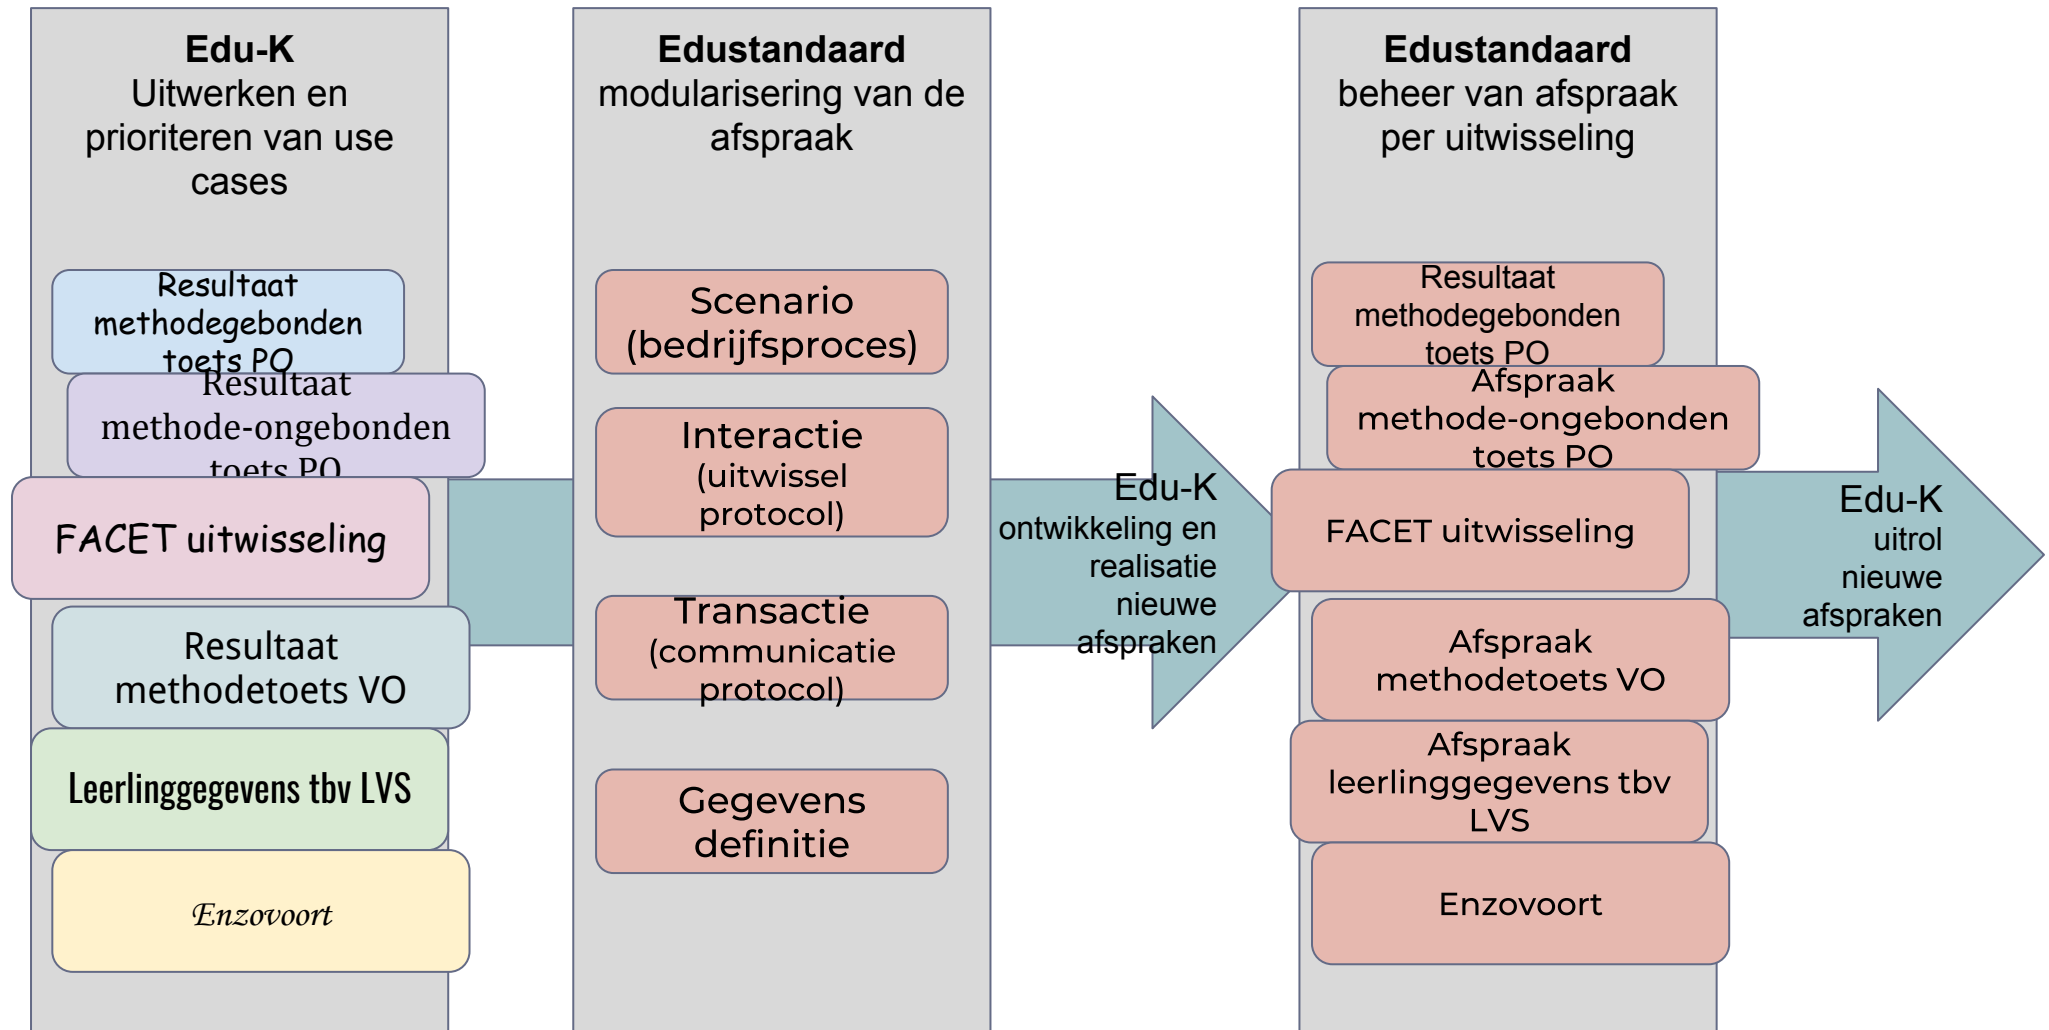 Edu-K
Uitwerken en
prioriteren van use
cases
Resultaat
methodegebonden
toets PO
Resultaat
methode-ongebonden
toets PO
FACET uitwisseling
Resultaat
methodetoets VO
Leerlinggegevens tbv LVS
Enzovoort
Edustandaard
modularisering van de
afspraak
Scenario
(bedrijfsproces)
Interactie
(uitwissel
protocol)
Transactie
(communicatie
protocol)
Gegevens
definitie
Edu-K
ontwikkeling en
realisatie
nieuwe
afspraken
Edustandaard
beheer van afspraak
per uitwisseling
Resultaat
methodegebonden
toets PO
Afspraak
methode-ongebonden
toets PO
FACET uitwisseling
Afspraak
methodetoets VO
Afspraak
leerlinggegevens tbv
LVS
Enzovoort
Edu-K
uitrol
nieuwe
afspraken